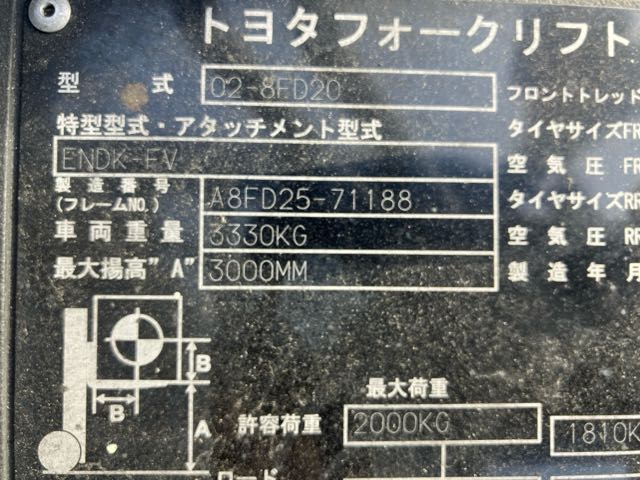 トヨタフォークリフト
型 式 02-8FD20 フロントトレッド
特型型式・アタッチメント型式 タイヤサイズFR
ENDK-FV 空気圧 FR
製造番号 (フレームNO.) A8FD25-71188 タイヤサイズRR
車両重量 3330KG 空気圧 RR
最大揚高"A" 3000MM 製造年月
B
B
A
最大荷重
許容荷重 2000KG 1810K
ロード